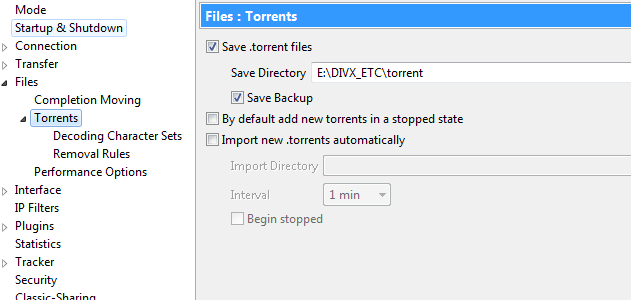 Mode
Startup & Shutdown
Connection
Transfer
Files
Completion Moving
Torrents
Decoding Character Sets
Removal Rules
Performance Options
Interface
IP Filters
Plugins
Statistics
Tracker
Security
Classic-Sharing
Files : Torrents
Save .torrent files
Save Directory E:\DIVX_ETC\torrent
Save Backup
By default add new torrents in a stopped state
Import new .torrents automatically
Import Directory
Interval 1 min
Begin stopped